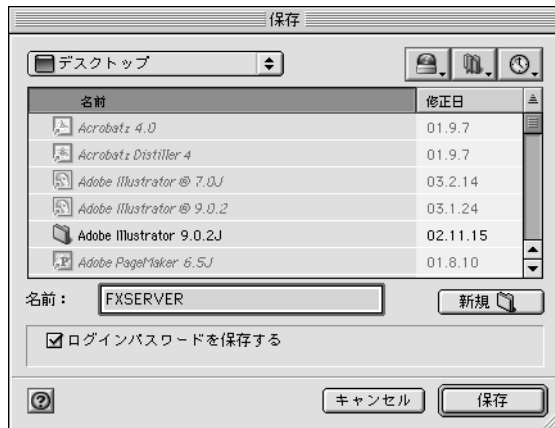 保存
デスクトップ
名前 修正日
Acrobat™ 4.0 01.9.7
Acrobat™ Distiller 4 01.9.7
Adobe Illustrator ® 7.0J 03.2.14
Adobe Illustrator ® 9.0.2 03.1.24
Adobe Illustrator 9.0.2J 02.11.15
Adobe PageMaker 6.5J 01.8.10
名前： FXSERVER 新規
ログインパスワードを保存する
? キャンセル 保存